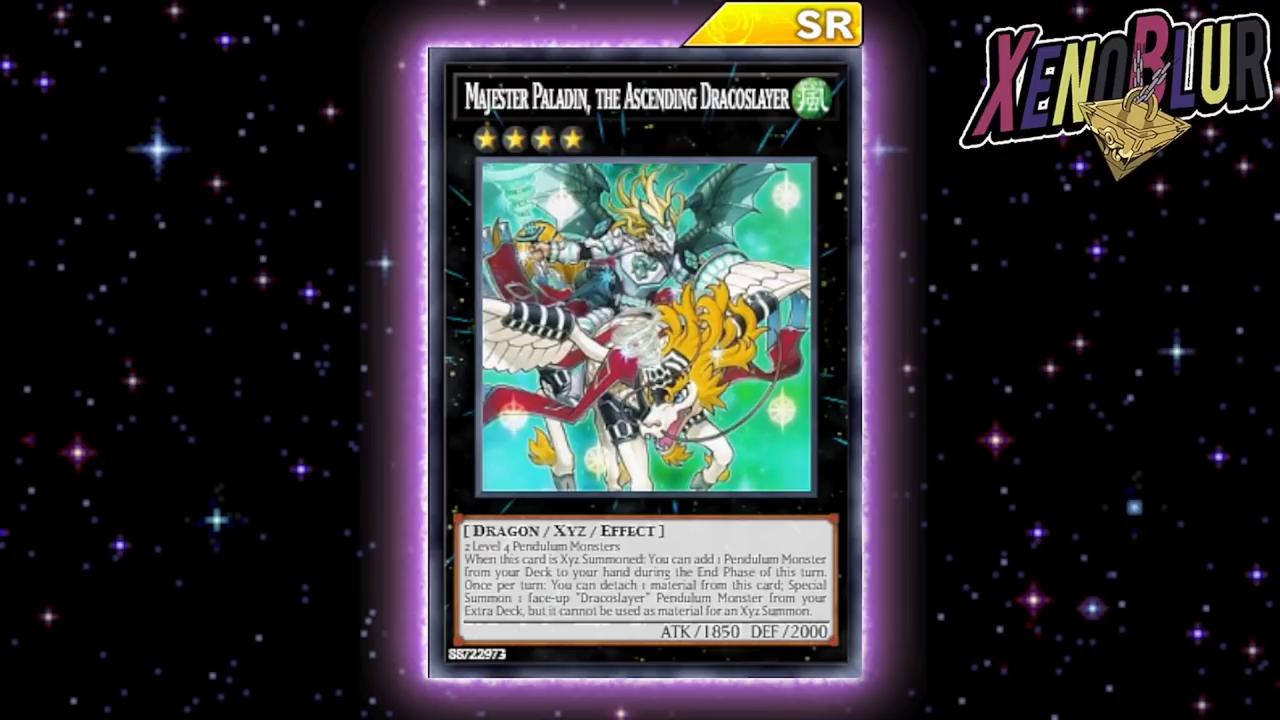 SR
XENOBLUR
MAJESTER PALADIN, THE ASCENDING DRACOSLAYER 風
[ DRAGON / XYZ / EFFECT ]
2 Level 4 Pendulum Monsters
When this card is Xyz Summoned: You can add 1 Pendulum Monster
from your Deck to your hand during the End Phase of this turn.
Once per turn: You can detach 1 material from this card; Special
Summon 1 face-up "Dracoslayer" Pendulum Monster from your
Extra Deck, but it cannot be used as material for an Xyz Summon.
ATK/1850 DEF/2000
88722973